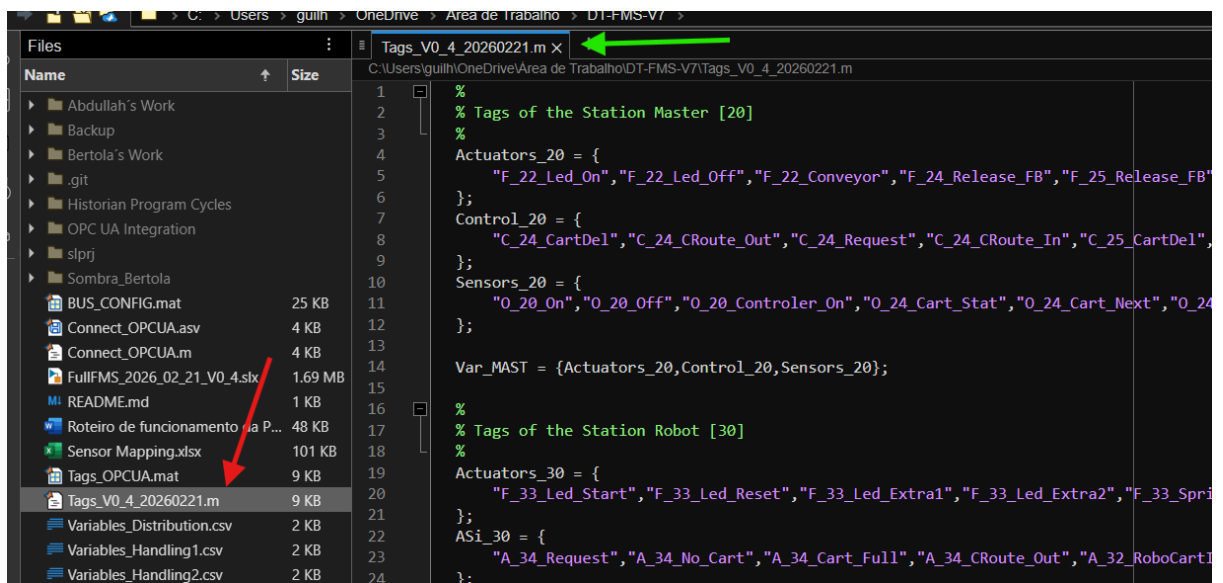 C: > Users > guilh > OneDrive > Área de Trabalho > DT-FMS-V7 >
Files
Name Size
Abdullah´s Work
Backup
Bertola´s Work
.git
Historian Program Cycles
OPC UA Integration
slprj
Sombra_Bertola
BUS_CONFIG.mat 25 KB
Connect_OPCUA.asv 4 KB
Connect_OPCUA.m 4 KB
FullFMS_2026_02_21_V0_4.slx 1.69 MB
README.md 1 KB
Roteiro de funcionamento da P... 48 KB
Sensor Mapping.xlsx 101 KB
Tags_OPCUA.mat 9 KB
Tags_V0_4_20260221.m 9 KB
Variables_Distribution.csv 2 KB
Variables_Handling1.csv 2 KB
Variables_Handling2.csv 2 KB
Tags_V0_4_20260221.m ×
C:\Users\guilh\OneDrive\Área de Trabalho\DT-FMS-V7\Tags_V0_4_20260221.m
1 %
2 % Tags of the Station Master [20]
3 %
4 Actuators_20 = {
5 "F_22_Led_On","F_22_Led_Off","F_22_Conveyor","F_24_Release_FB","F_25_Release_FB"
6 };
7 Control_20 = {
8 "C_24_CartDel","C_24_CRoute_Out","C_24_Request","C_24_CRoute_In","C_25_CartDel",
9 };
10 Sensors_20 = {
11 "O_20_On","O_20_Off","O_20_Controler_On","O_24_Cart_Stat","O_24_Cart_Next","O_24
12 };
13
14 Var_MAST = {Actuators_20,Control_20,Sensors_20};
15
16 %
17 % Tags of the Station Robot [30]
18 %
19 Actuators_30 = {
20 "F_33_Led_Start","F_33_Led_Reset","F_33_Led_Extra1","F_33_Led_Extra2","F_33_Spri
21 };
22 ASi_30 = {
23 "A_34_Request","A_34_No_Cart","A_34_Cart_Full","A_34_CRoute_Out","A_32_RoboCartI
24 };